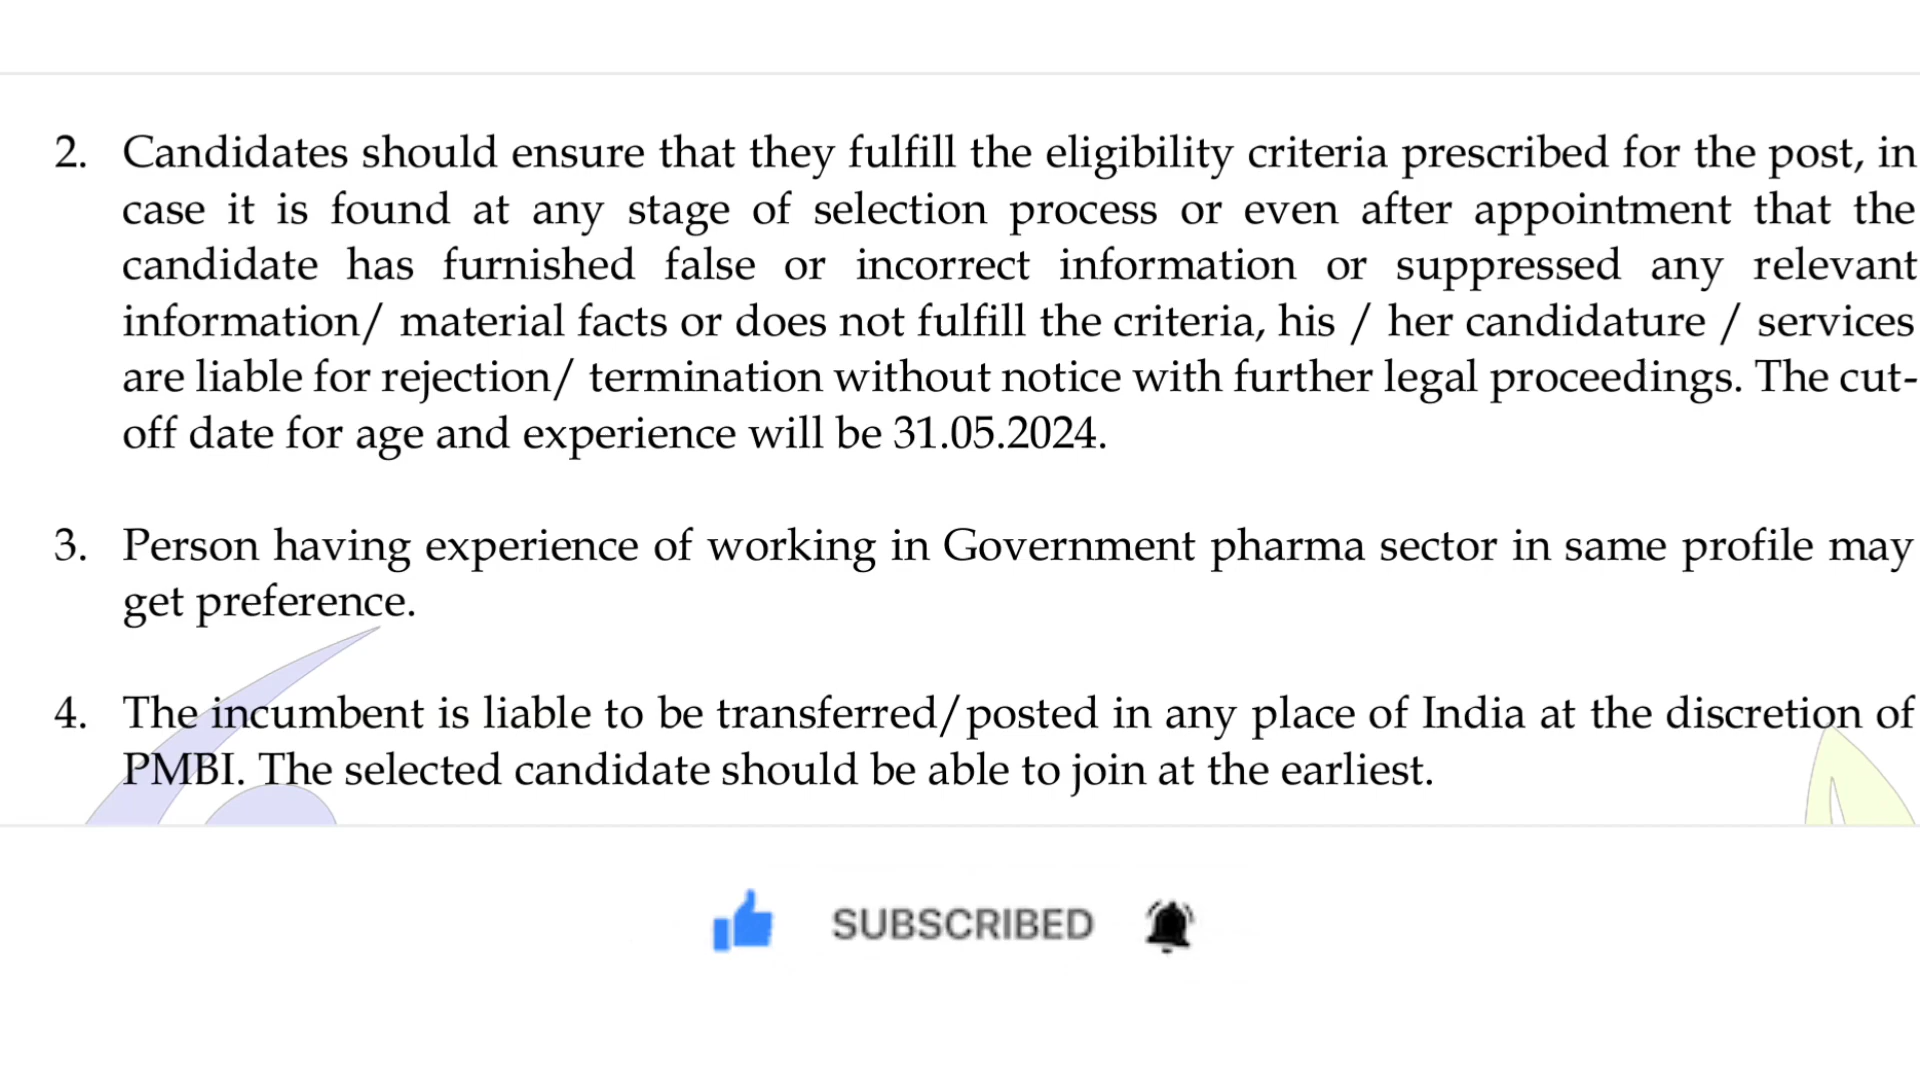 2. Candidates should ensure that they fulfill the eligibility criteria prescribed for the post, in
case it is found at any stage of selection process or even after appointment that the
candidate has furnished false or incorrect information or suppressed any relevant
information/ material facts or does not fulfill the criteria, his / her candidature / services
are liable for rejection/ termination without notice with further legal proceedings. The cut-
off date for age and experience will be 31.05.2024.
3. Person having experience of working in Government pharma sector in same profile may
get preference.
4. The incumbent is liable to be transferred/posted in any place of India at the discretion of
PMBI. The selected candidate should be able to join at the earliest.
SUBSCRIBED